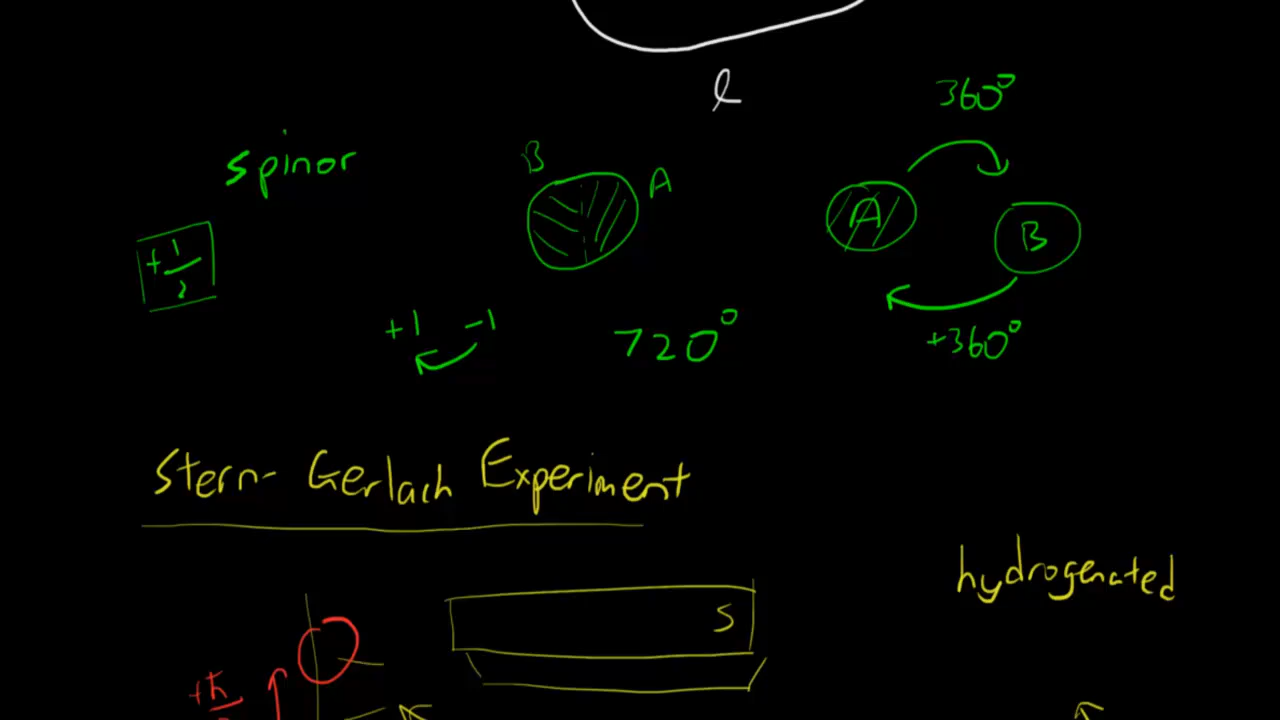 l
360°
spinor
B
A
A
B
+1/2
+1 -1
720°
+360°
Stern-Gerlach Experiment
hydrogenated
S
+ħ